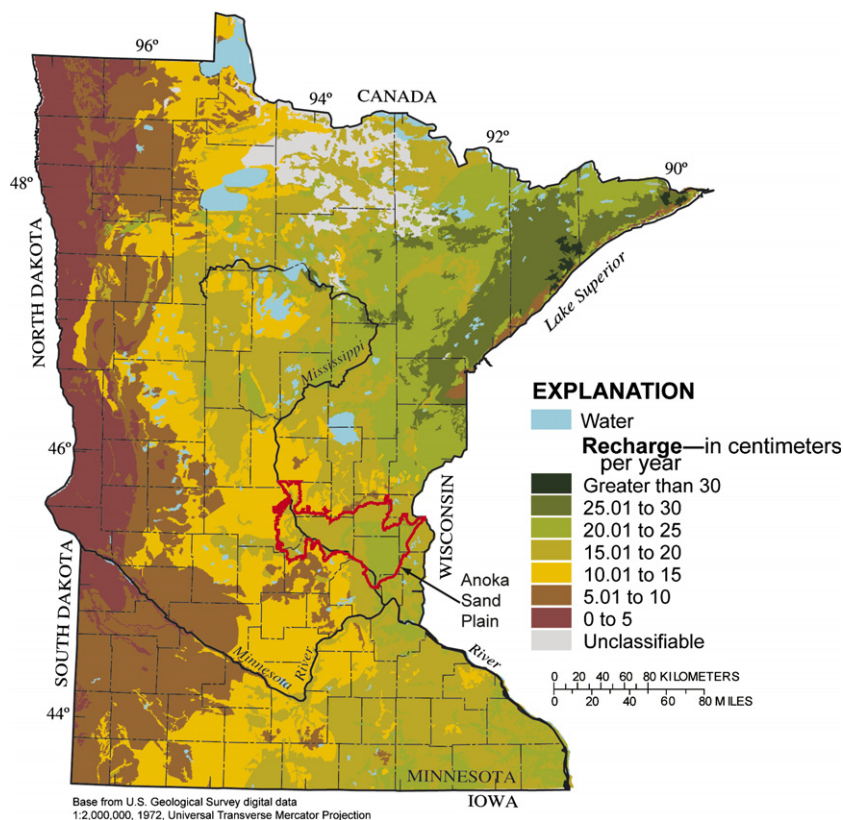 96º
94º
CANADA
92º
90º
48º
NORTH DAKOTA
Lake Superior
Mississippi
EXPLANATION
Water
Recharge—in centimeters
per year
Greater than 30
25.01 to 30
20.01 to 25
15.01 to 20
10.01 to 15
5.01 to 10
0 to 5
Unclassifiable
46º
WISCONSIN
Anoka
Sand
Plain
SOUTH DAKOTA
Minnesota
River
River
0 20 40 60 80 KILOMETERS
0 20 40 60 80 MILES
44º
MINNESOTA
IOWA
Base from U.S. Geological Survey digital data
1:2,000,000, 1972, Universal Transverse Mercator Projection